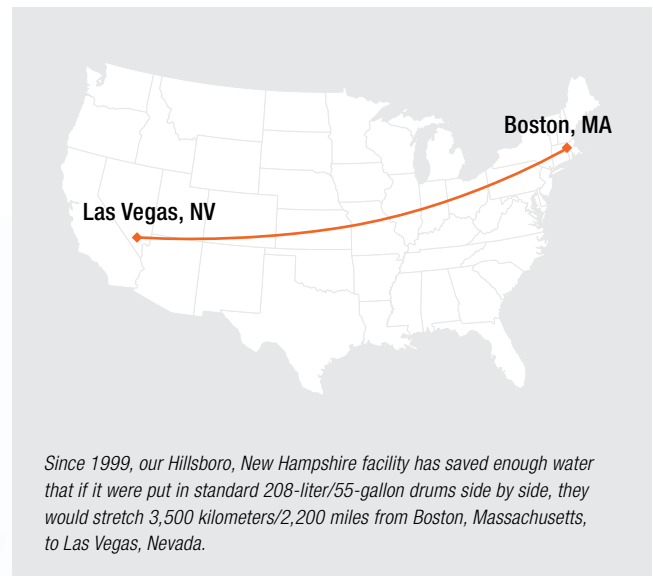 Boston, MA
Las Vegas, NV
Since 1999, our Hillsboro, New Hampshire facility has saved enough water
that if it were put in standard 208-liter/55-gallon drums side by side, they
would stretch 3,500 kilometers/2,200 miles from Boston, Massachusetts,
to Las Vegas, Nevada.